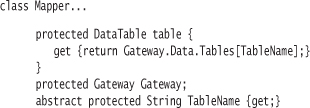 class Mapper...
protected DataTable table {
get {return Gateway.Data.Tables[TableName];}
}
protected Gateway Gateway;
abstract protected String TableName {get;}